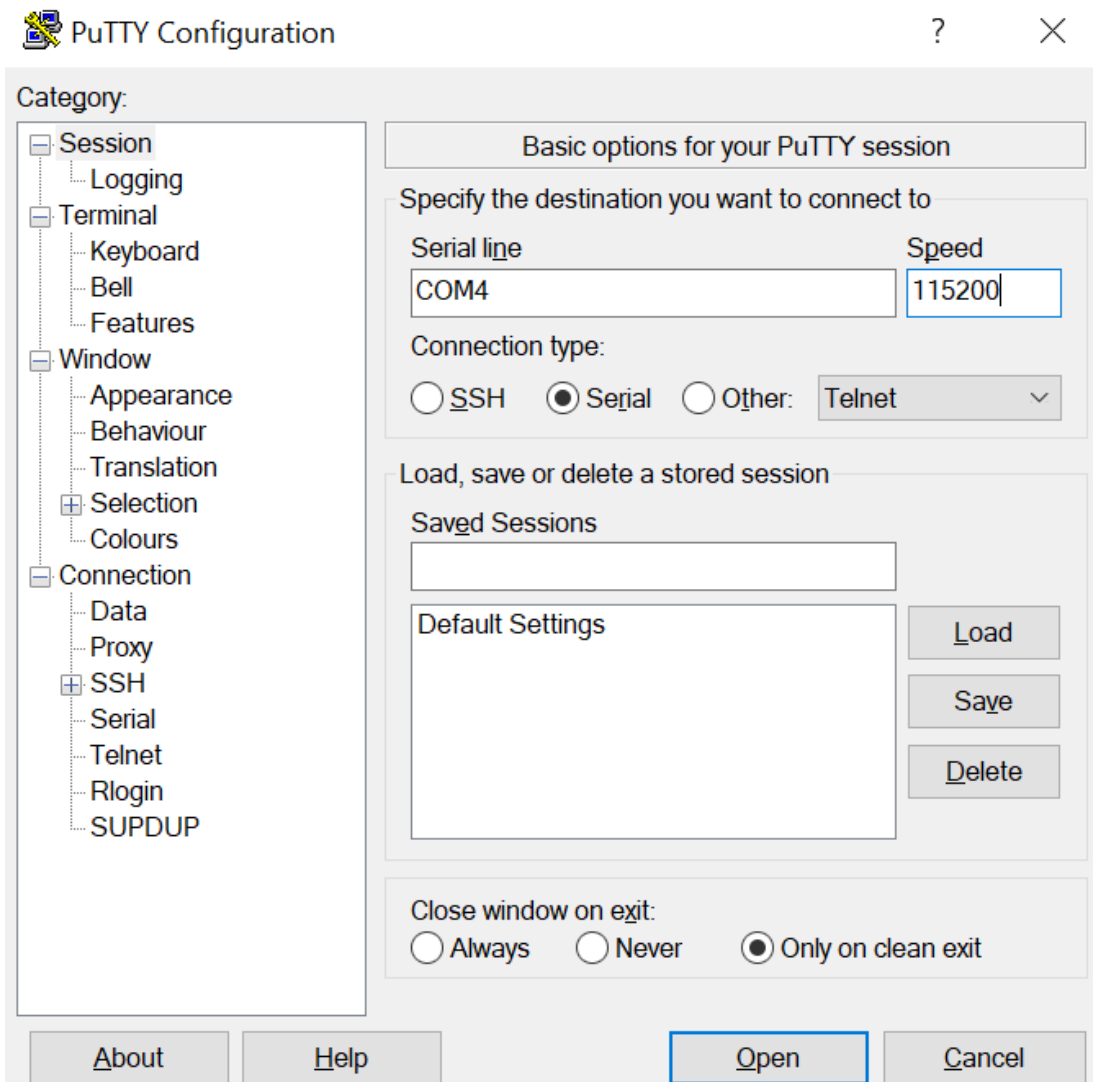 PuTTY Configuration
?
Category:
Session
Logging
Terminal
Keyboard
Bell
Features
Window
Appearance
Behaviour
Translation
Selection
Colours
Connection
Data
Proxy
SSH
Serial
Telnet
Rlogin
SUPDUP
Basic options for your PuTTY session
Specify the destination you want to connect to
Serial line Speed
COM4 115200
Connection type:
SSH Serial Other: Telnet
Load, save or delete a stored session
Saved Sessions
Default Settings
Load
Save
Delete
Close window on exit:
Always Never Only on clean exit
About Help Open Cancel